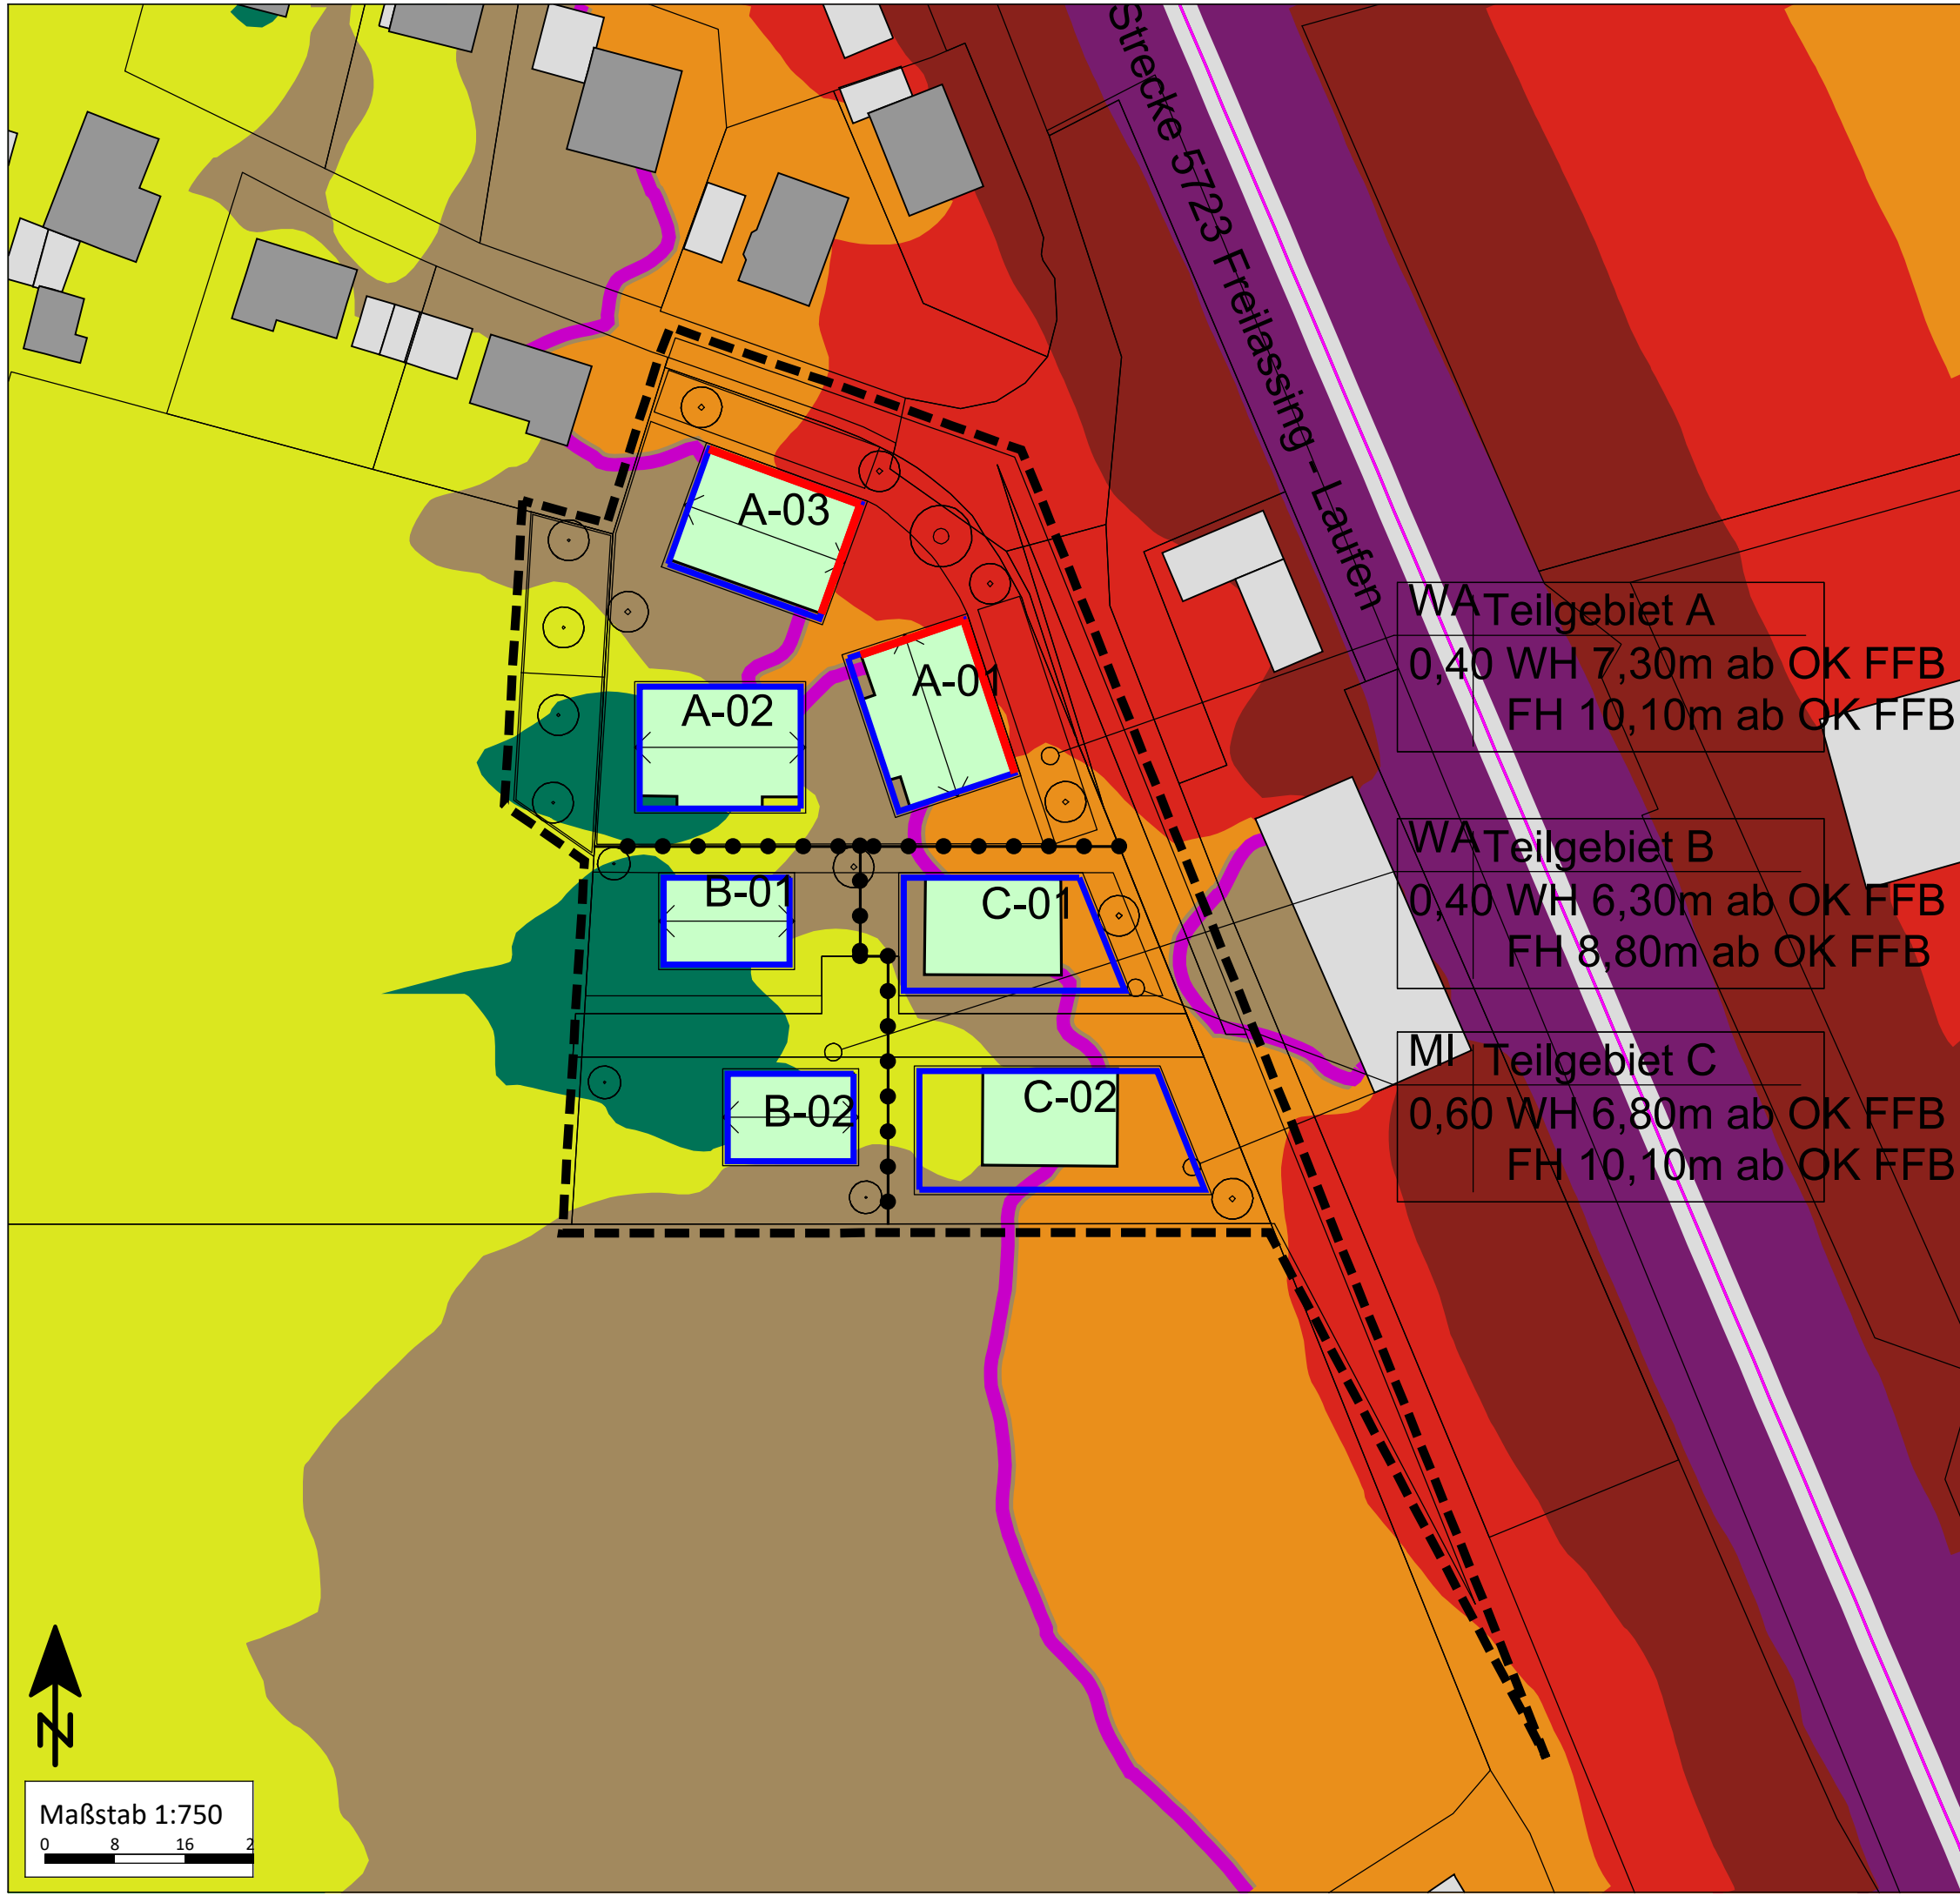 Strecke 5723 Freilassing - Laufen
A-03
A-01
A-02
B-01
C-01
B-02
C-02
WA Teilgebiet A
0,40 WH 7,30m ab OK FFB
FH 10,10m ab OK FFB
WA Teilgebiet B
0,40 WH 6,30m ab OK FFB
FH 8,80m ab OK FFB
MI Teilgebiet C
0,60 WH 6,80m ab OK FFB
FH 10,10m ab OK FFB
N
Maßstab 1:750
0 8 16 2